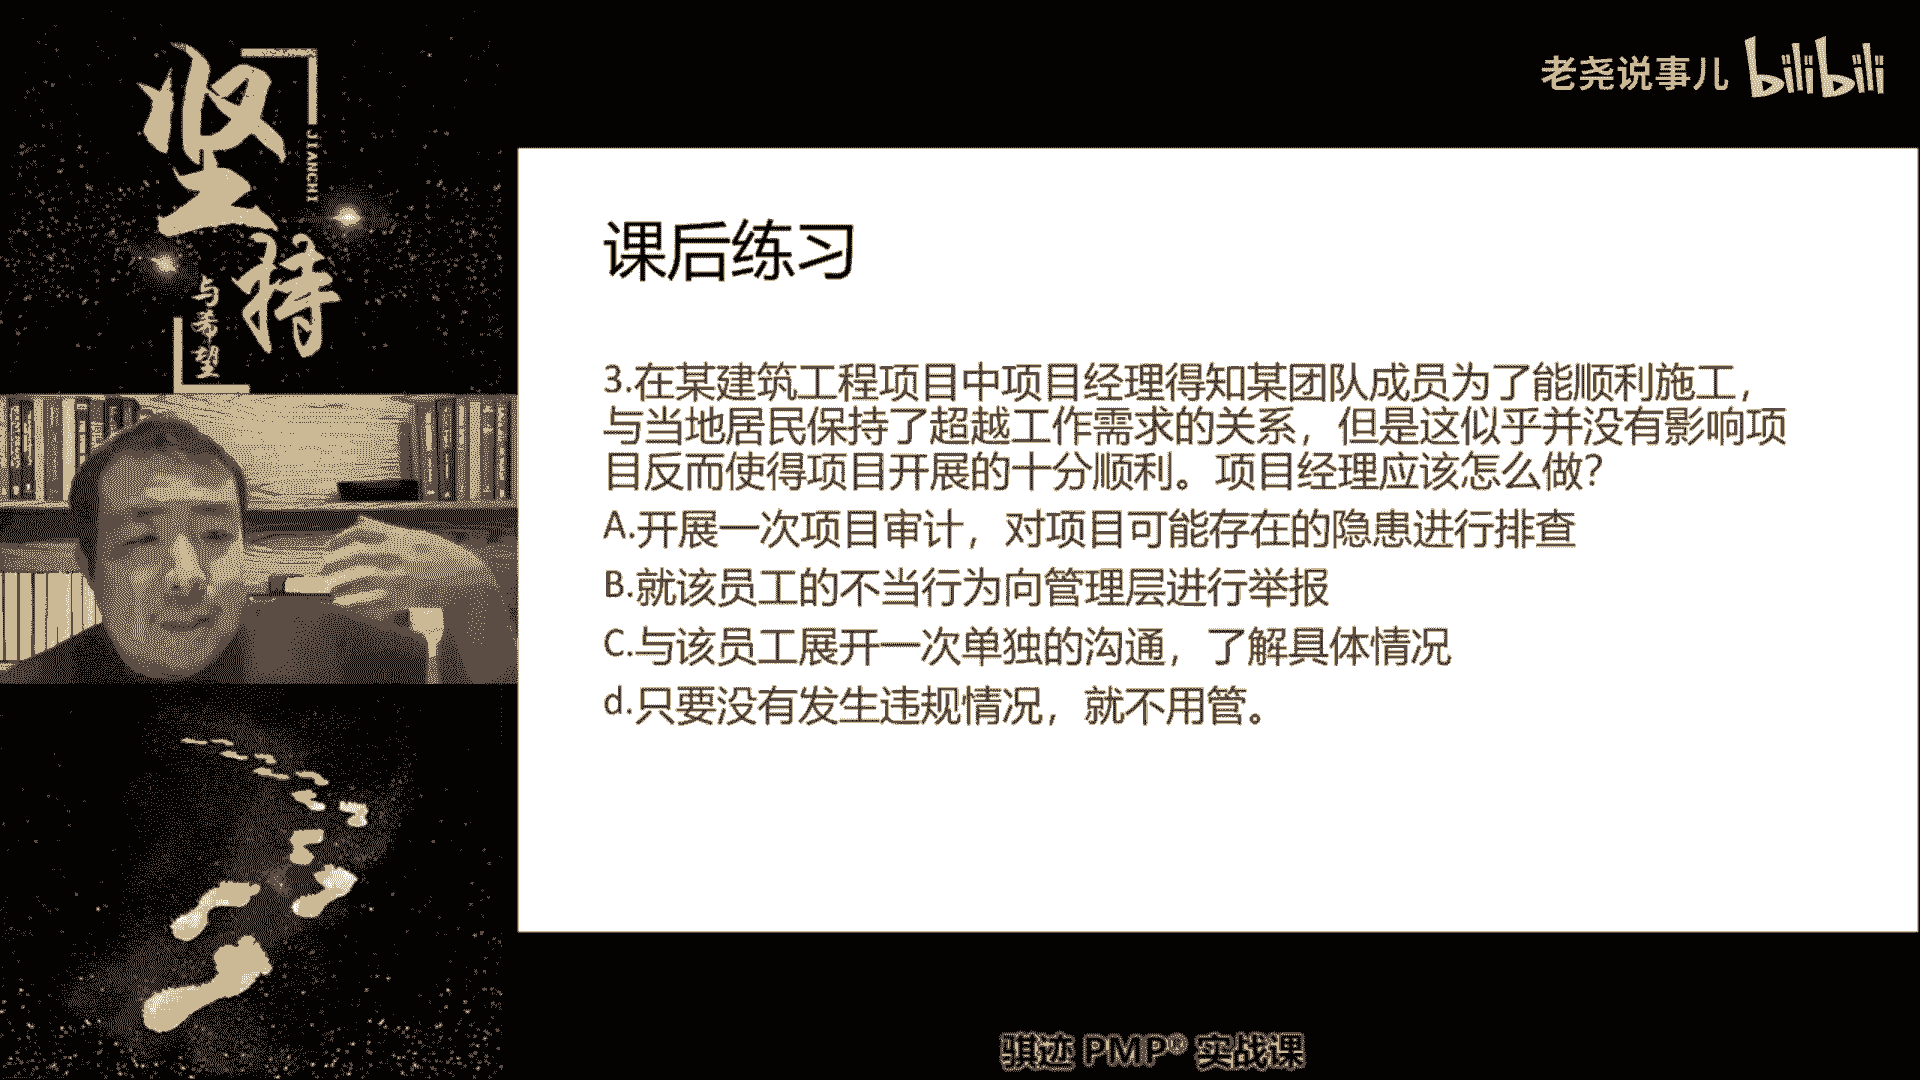 坚持
JIANCHI
与希望
老尧说事儿 bilibili
课后练习
3.在某建筑工程项目中项目经理得知某团队成员为了能顺利施工，
与当地居民保持了超越工作需求的关系，但是这似乎并没有影响项
目反而使得项目开展的十分顺利。项目经理应该怎么做？
A.开展一次项目审计，对项目可能存在的隐患进行排查
B.就该员工的不当行为向管理层进行举报
C.与该员工展开一次单独的沟通，了解具体情况
d.只要没有发生违规情况，就不用管。
骐迹 PMP® 实战课